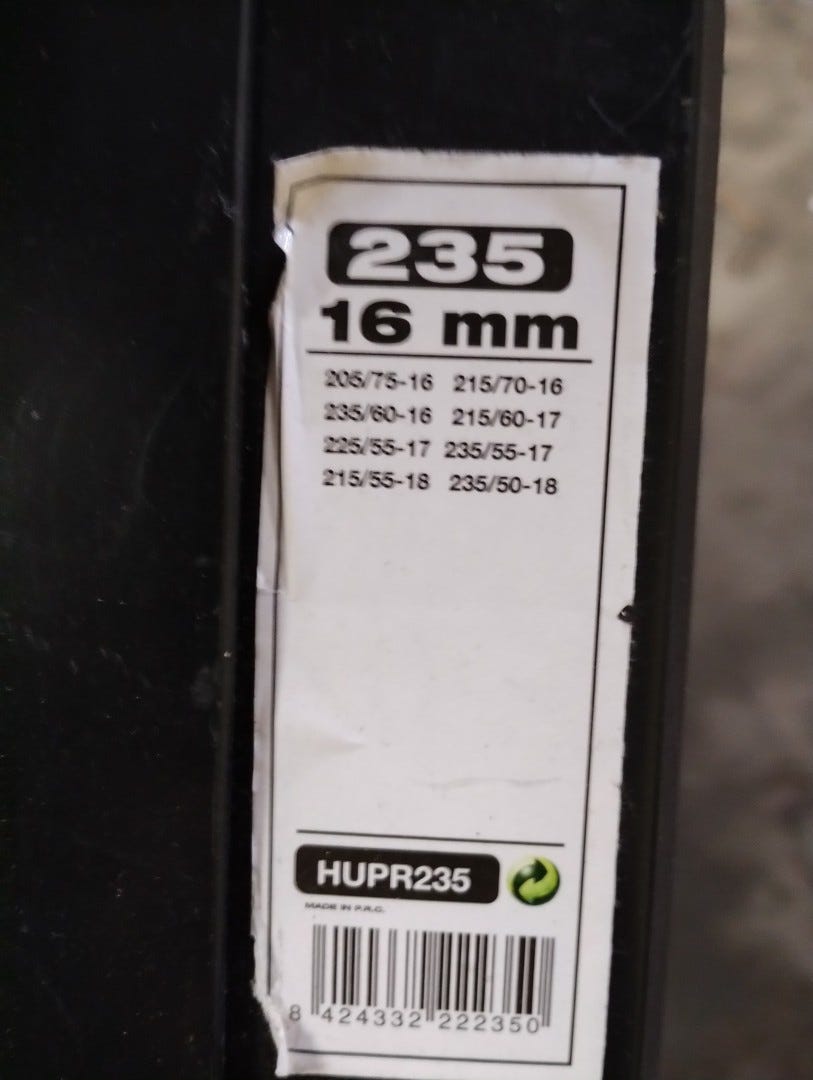 235
16 mm
205/75-16 215/70-16
235/60-16 215/60-17
225/55-17 235/55-17
215/55-18 235/50-18
HUPR235
MADE IN P.R.C.
8 424332 222350